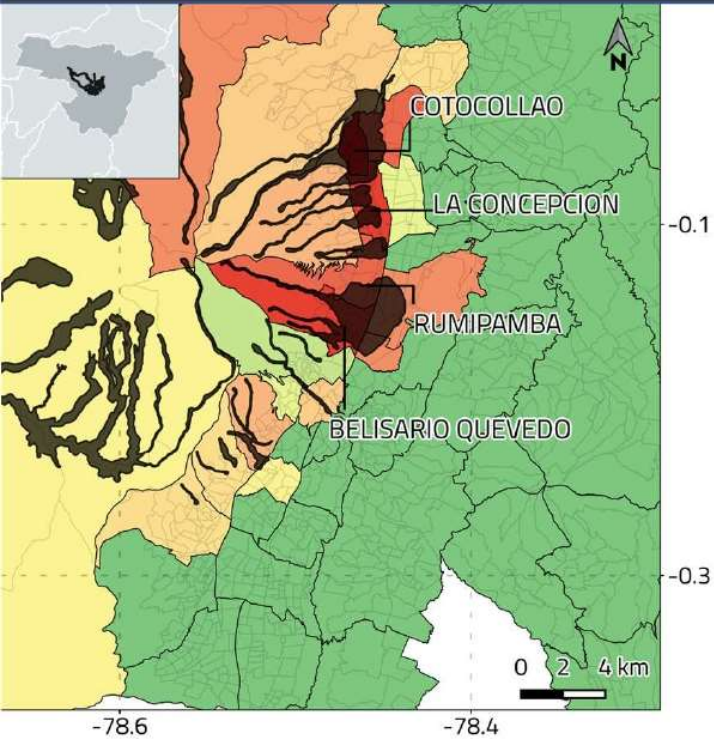 N
COTOCOLLAO
LA CONCEPCION
-0.1
RUMIPAMBA
BELISARIO QUEVEDO
-0.3
0 2 4 km
-78.6 -78.4